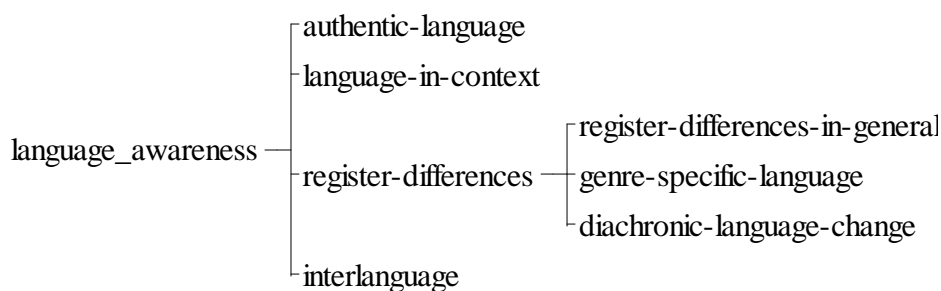 authentic-language
language-in-context
register-differences-in-general
language_awareness
register-differences
genre-specific-language
diachronic-language-change
interlanguage